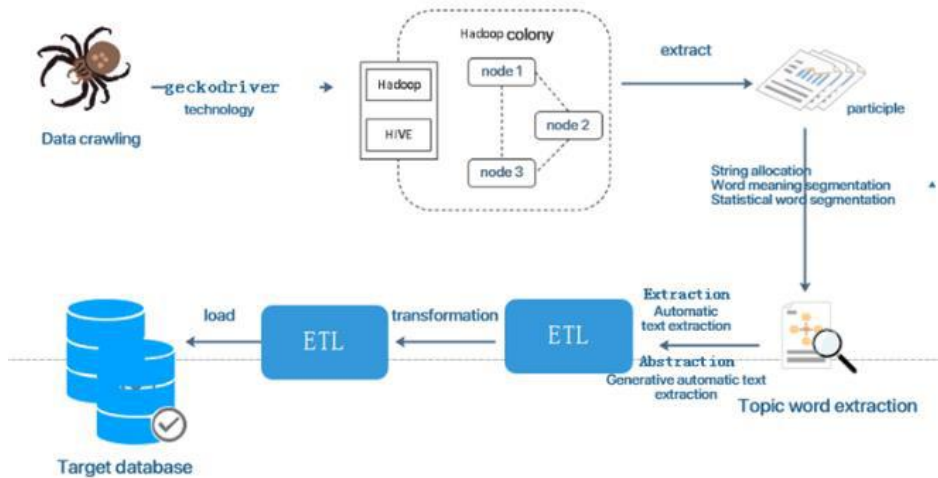 Hadoop colony
extract
node 1
Hadoop
geckodriver
technology
node 2
HIVE
participle
Data crawling
node 3
String allocation
Word meaning segmentation
Statistical word segmentation
load
ETL
transformation
ETL
Extraction
Automatic
text extraction
Abstraction
Generative automatic text
extraction
Topic word extraction
Target database